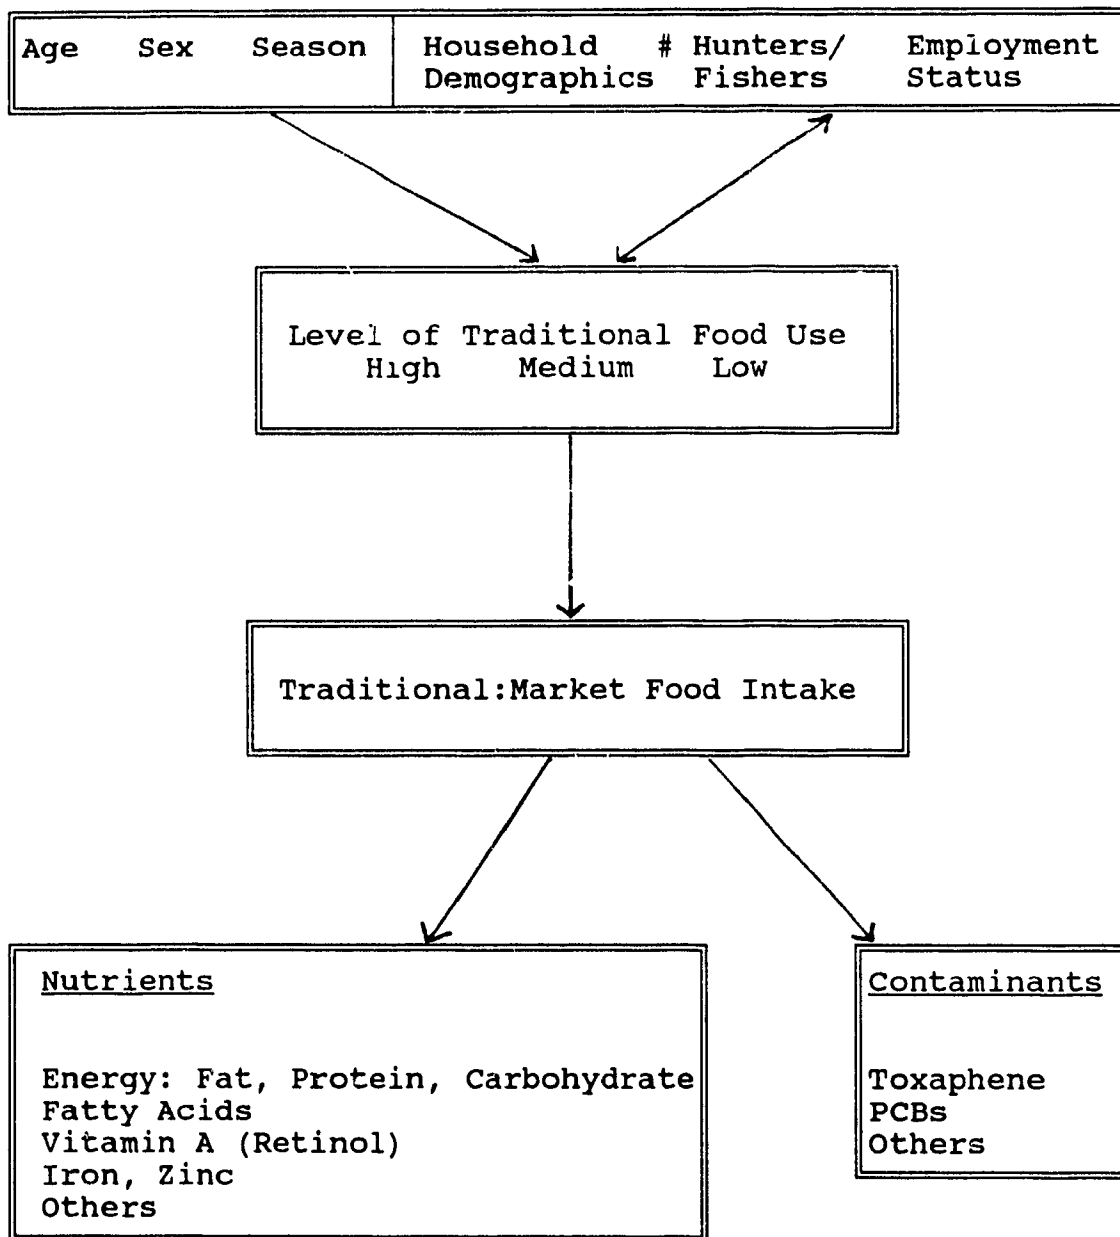 Age Sex Season Household # Hunters/ Employment
Demographics Fishers Status
Level of Traditional Food Use
High Medium Low
Traditional:Market Food Intake
Nutrients
Energy: Fat, Protein, Carbohydrate
Fatty Acids
Vitamin A (Retinol)
Iron, Zinc
Others
Contaminants
Toxaphene
PCBs
Others